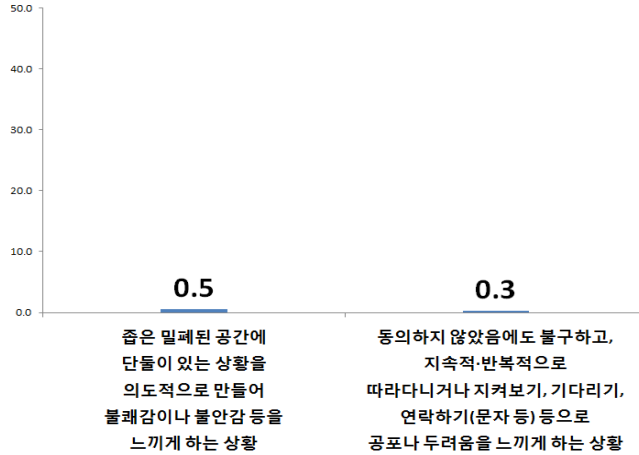 50.0
40.0
30.0
20.0
10.0
0.0
0.5
0.3
좁은 밀폐된 공간에
단둘이 있는 상황을
의도적으로 만들어
불쾌감이나 불안감 등을
느끼게 하는 상황
동의하지 않았음에도 불구하고,
지속적·반복적으로
따라다니거나 지켜보기, 기다리기,
연락하기(문자 등) 등으로
공포나 두려움을 느끼게 하는 상황